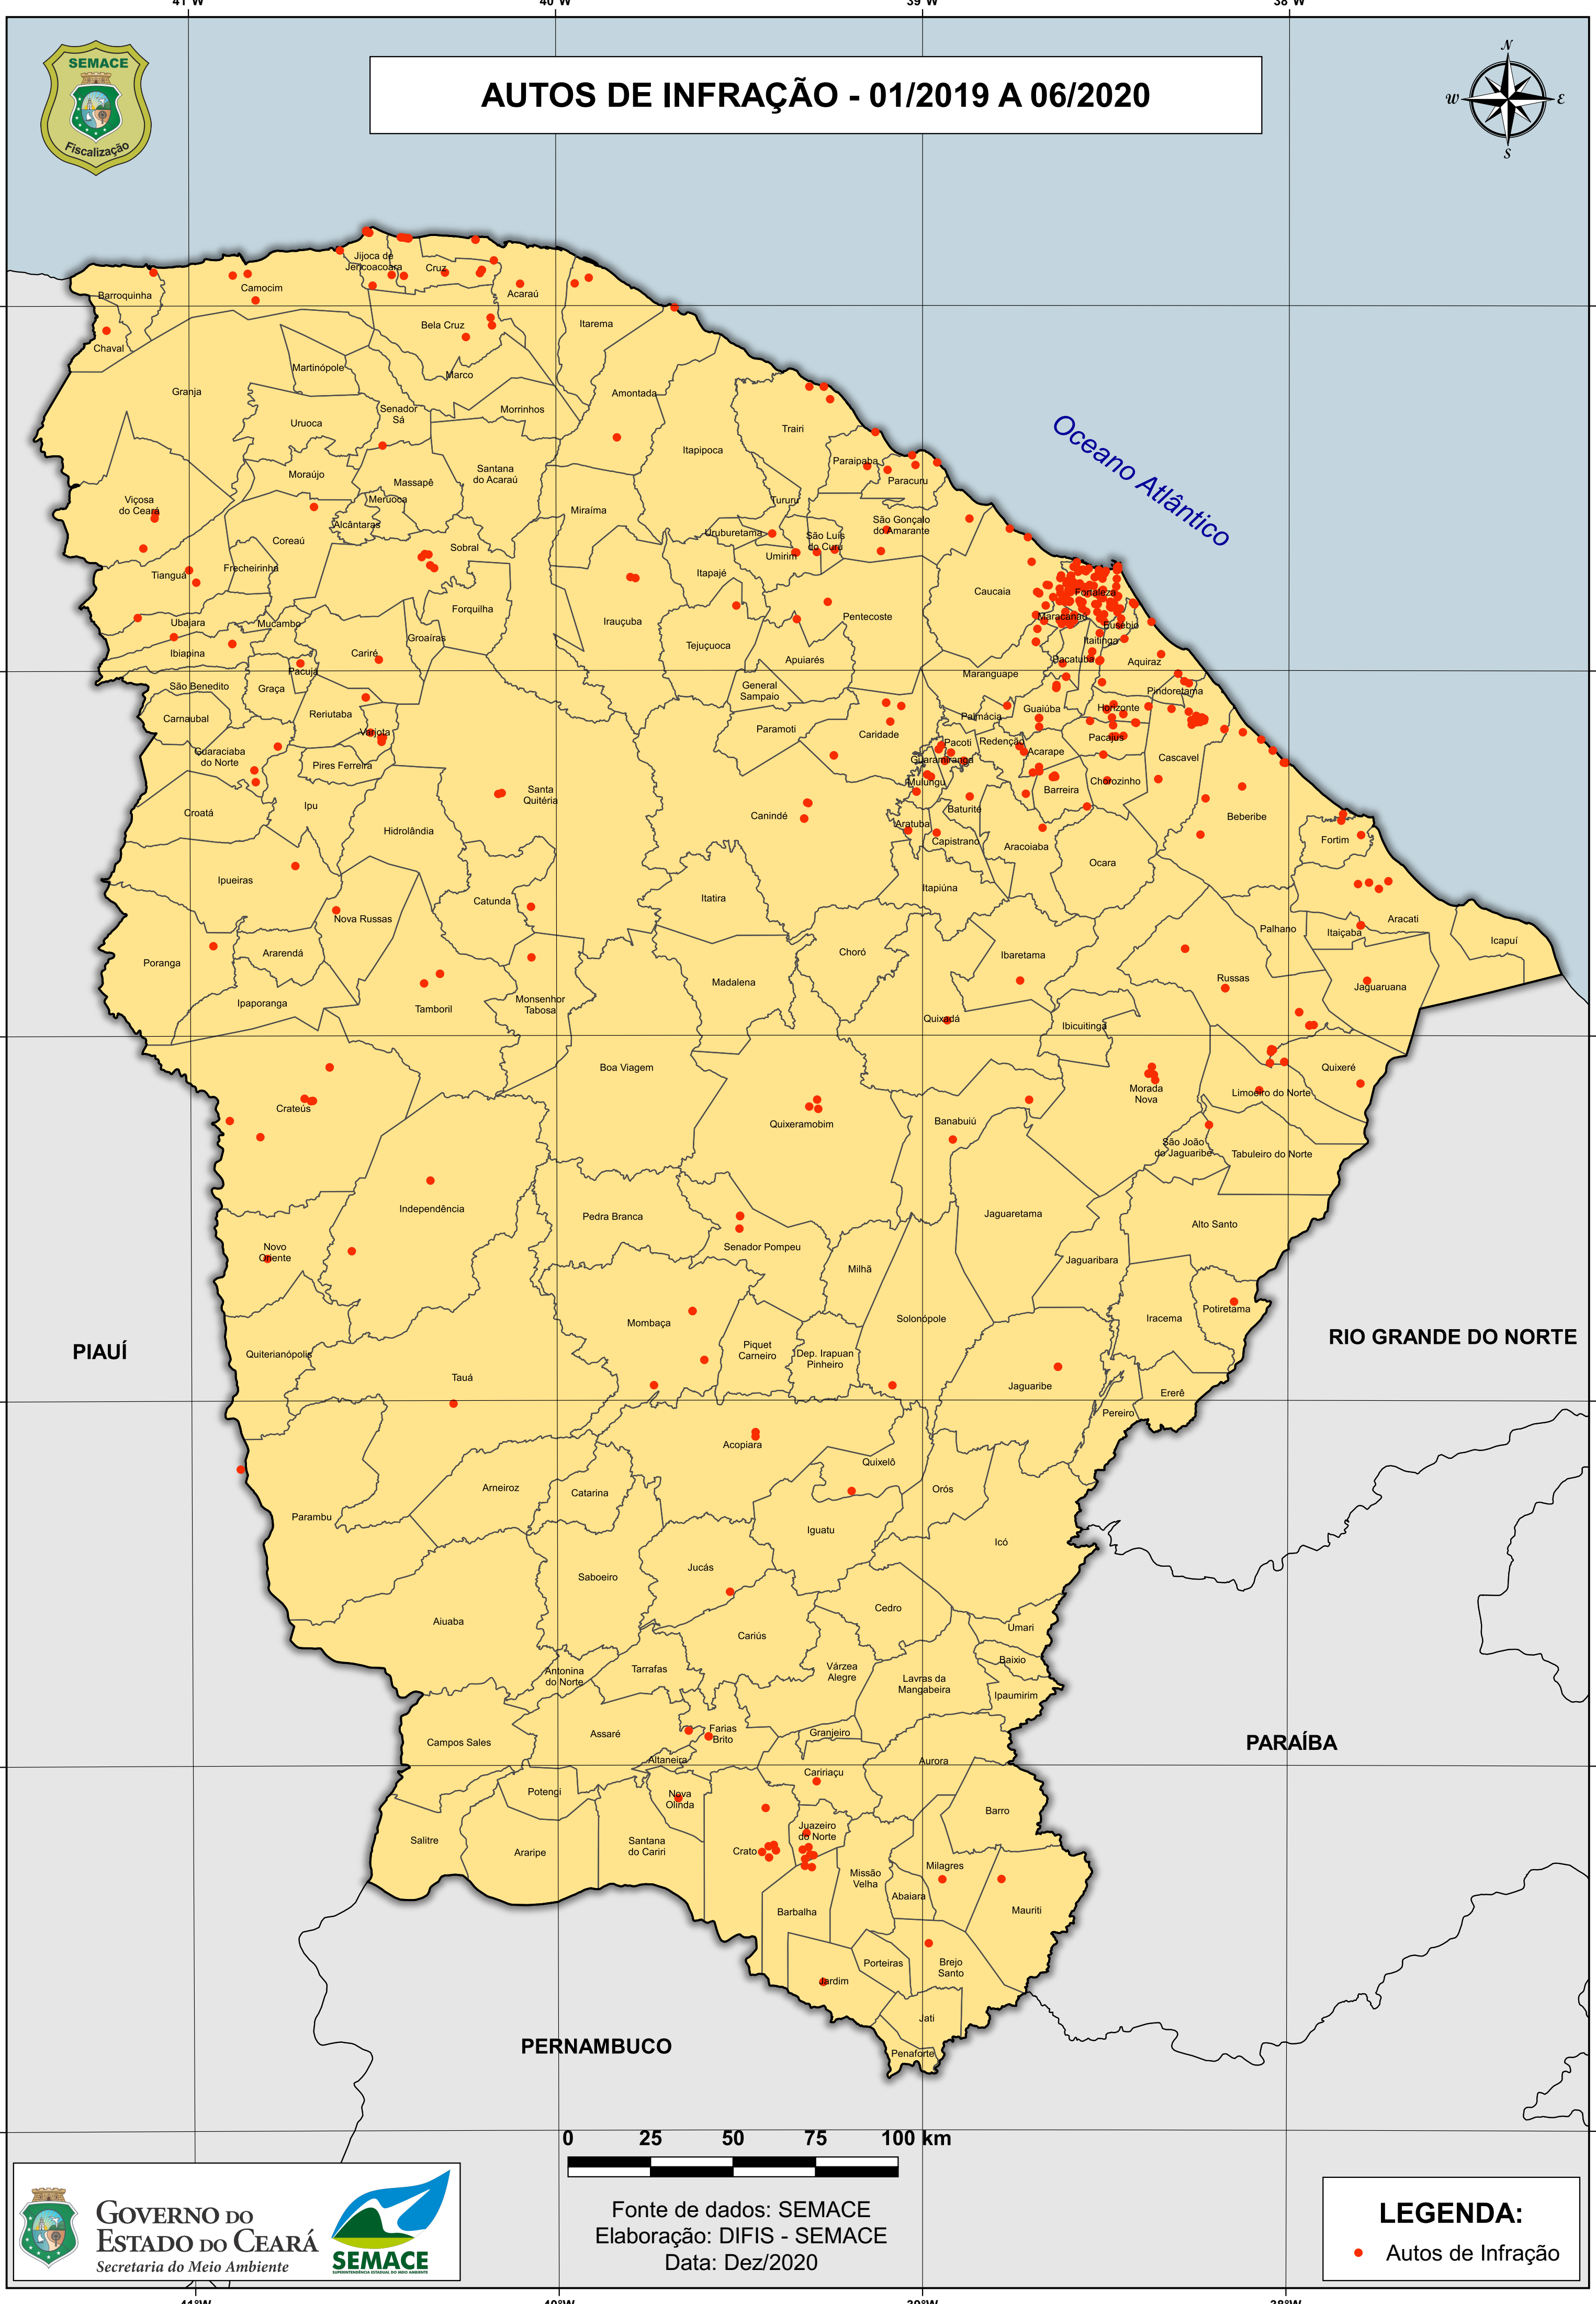 41°W
40°W
39°W
38°W
SEMACE
Fiscalização
AUTOS DE INFRAÇÃO - 01/2019 A 06/2020
N
W
E
S
Oceano Atlântico
Jijoca de
Jericoacoara
Cruz
Camocim
Barroquinha
Acaraú
Bela Cruz
Itarema
Chaval
Martinópole
Marco
Granja
Amontada
Senador
Sá
Morrinhos
Uruoca
Trairi
Itapipoca
Paraipaba
Moraújo
Santana
do Acaraú
Massapê
Paracuru
Meruoca
Viçosa
do Ceará
Tururu
Miraíma
Alcântaras
São Gonçalo
do Amarante
Uruburetama
São Luís
do Curú
Coreaú
Sobral
Umirim
Frecheirinha
Tianguá
Itapajé
Caucaia
Fortaleza
Forquilha
Pentecoste
Maracanaú
Ubajara
Mucambo
Irauçuba
Eusébio
Groaíras
Itaitinga
Tejuçuoca
Ibiapina
Cariré
Apuiarés
Pacatuba
Aquiraz
Pacujá
Maranguape
São Benedito
Graça
General
Sampaio
Pindoretama
Guaiúba
Horizonte
Reriutaba
Palmácia
Carnaubal
Paramoti
Caridade
Varjota
Pacajus
Pacoti
Redenção
Guaraciaba
do Norte
Acarape
Cascavel
Guaramiranga
Pires Ferreira
Mulungu
Chorozinho
Barreira
Santa
Quitéria
Ipu
Baturité
Croatá
Canindé
Beberibe
Aratuba
Hidrolândia
Capistrano
Fortim
Aracoiaba
Ocara
Ipueiras
Itapiúna
Itatira
Catunda
Nova Russas
Aracati
Palhano
Itaiçaba
Icapuí
Ararendá
Choró
Ibaretama
Poranga
Russas
Madalena
Jaguaruana
Ipaporanga
Monsenhor
Tabosa
Tamboril
Quixadá
Ibicuitinga
Boa Viagem
Quixeré
Morada
Nova
Limoeiro do Norte
Crateús
Quixeramobim
Banabuiú
São João
do Jaguaribe
Tabuleiro do Norte
Independência
Pedra Branca
Jaguaretama
Alto Santo
Novo
Oriente
Senador Pompeu
Jaguaribara
Milhã
Potiretama
Solonópole
Iracema
Mombaça
PIAUÍ
RIO GRANDE DO NORTE
Piquet
Carneiro
Dep. Irapuan
Pinheiro
Quiterianópolis
Tauá
Jaguaribe
Ererê
Pereiro
Acopiara
Quixelô
Arneiroz
Catarina
Orós
Parambu
Iguatu
Icó
Jucás
Saboeiro
Cedro
Aiuaba
Umari
Cariús
Baixio
Antonina
do Norte
Tarrafas
Várzea
Alegre
Lavras da
Mangabeira
Ipaumirim
Assaré
Farias
Brito
Granjeiro
Campos Sales
PARAÍBA
Altaneira
Aurora
Caririaçu
Potengi
Nova
Olinda
Barro
Juazeiro
do Norte
Salitre
Santana
do Cariri
Araripe
Crato
Milagres
Missão
Velha
Abaiara
Mauriti
Barbalha
Porteiras
Brejo
Santo
Jardim
Jati
PERNAMBUCO
Penaforte
0 25 50 75 100 km
GOVERNO DO
ESTADO DO CEARÁ
Secretaria do Meio Ambiente
SEMACE
SUPERINTENDÊNCIA ESTADUAL DO MEIO AMBIENTE
Fonte de dados: SEMACE
Elaboração: DIFIS - SEMACE
Data: Dez/2020
LEGENDA:
Autos de Infração
41°W
40°W
39°W
38°W